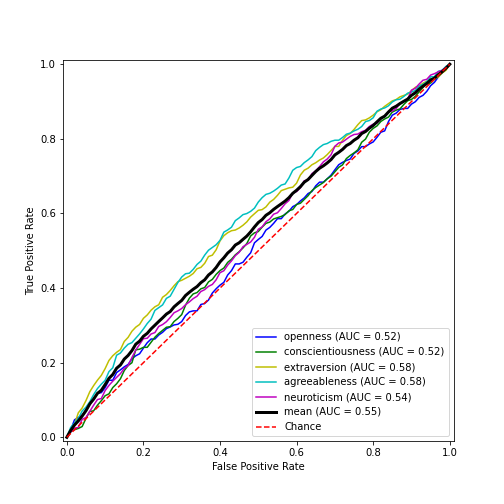 1.0
0.8
0.6
0.4
0.2
0.0
True Positive Rate
openness (AUC = 0.52)
conscientiousness (AUC = 0.52)
extraversion (AUC = 0.58)
agreeableness (AUC = 0.58)
neuroticism (AUC = 0.54)
mean (AUC = 0.55)
Chance
0.0 0.2 0.4 0.6 0.8 1.0
False Positive Rate